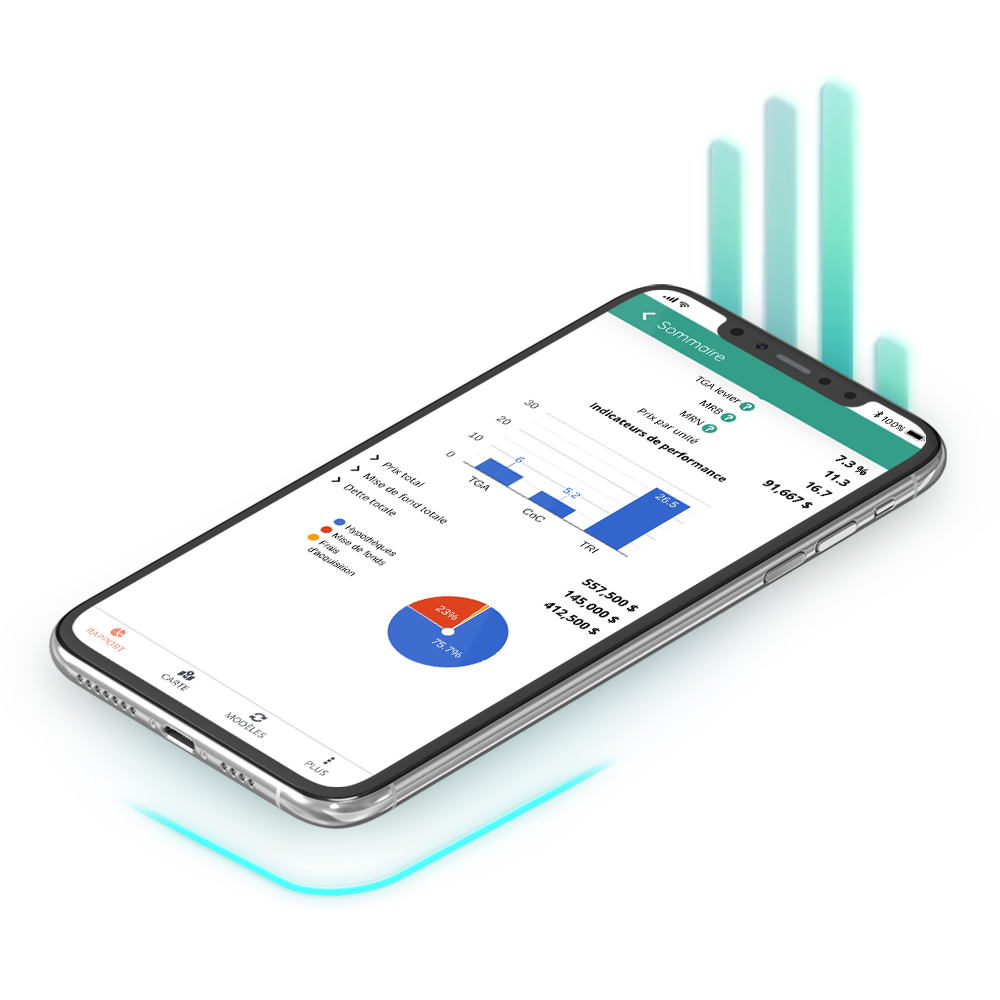 100%
Sommaire
TGA levier ? 7.3 %
MRB ? 11.3
MRN ? 16.7
Prix par unité 91,667 $
Indicateurs de performance
30
20
10
0
6
5.2
26.5
TGA
CoC
TRI
Prix total 557,500 $
Mise de fond totale 145,000 $
Dette totale 412,500 $
Hypothèques
Mise de fonds
Frais
d'acquisition
23%
75.7%
RAPPORT
CARTE
MODÈLES
PLUS